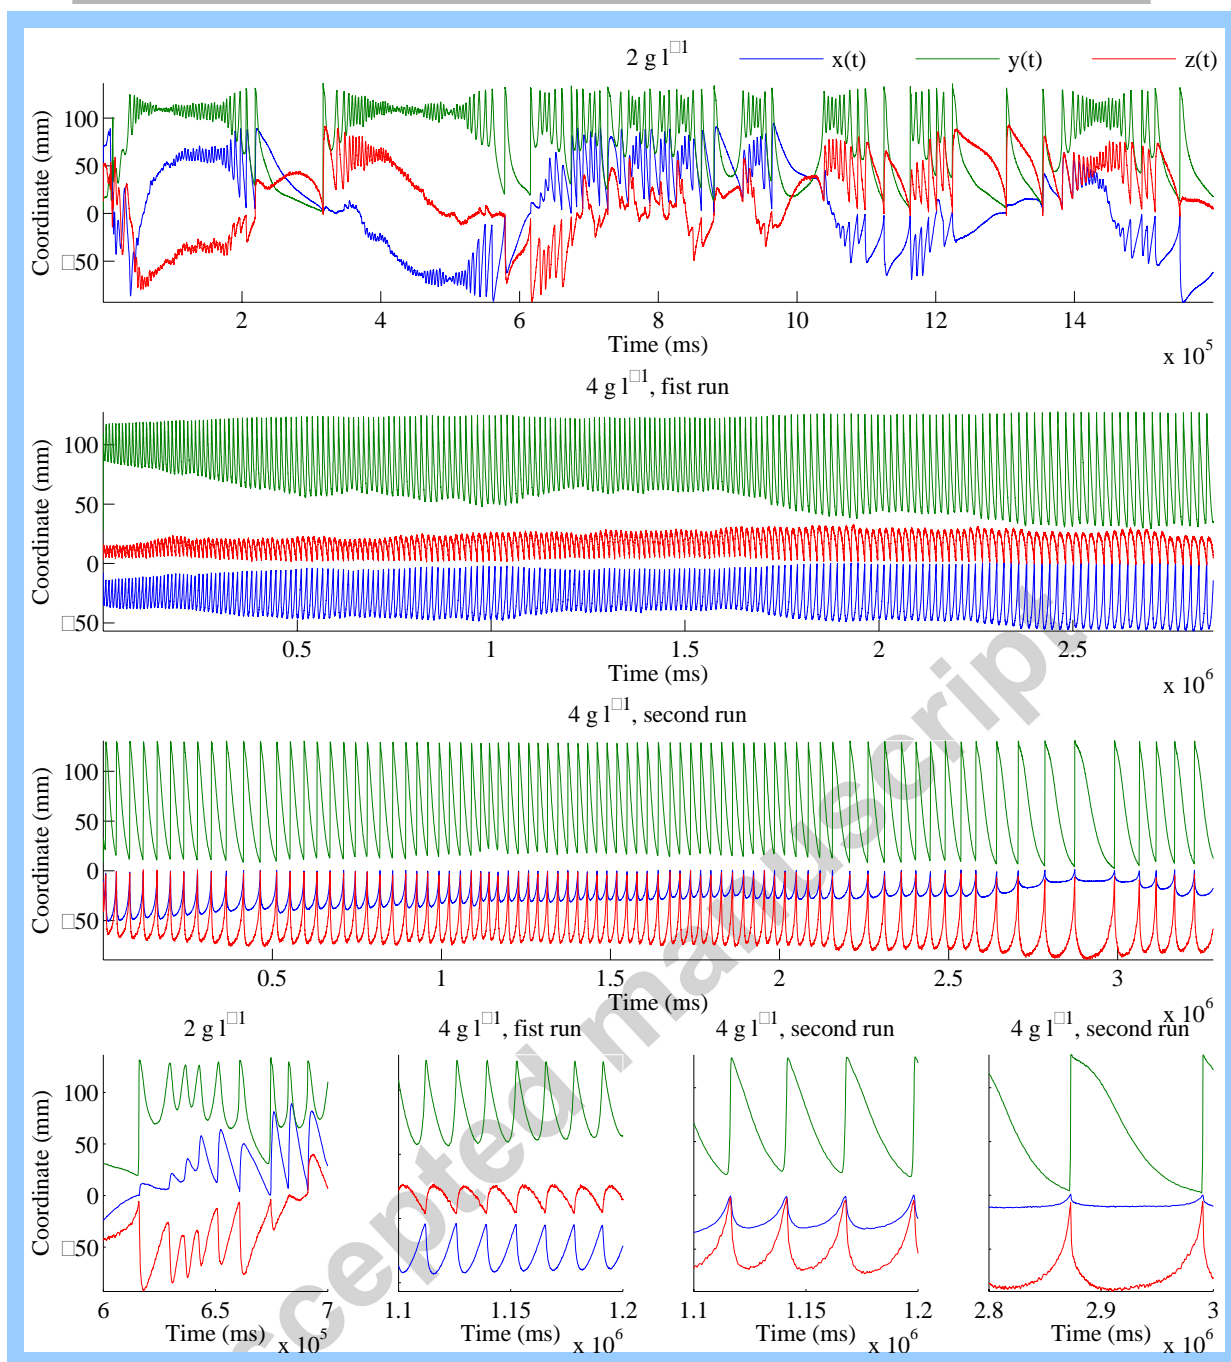 2 g l□1 x(t) y(t) z(t)
100
50
0
□50
Coordinate (mm)
2 4 6 8 10 12 14
Time (ms)
x 10^5
4 g l□1, fist run
100
50
0
□50
Coordinate (mm)
0.5 1 1.5 2 2.5
Time (ms)
x 10^6
4 g l□1, second run
100
50
0
□50
Coordinate (mm)
0.5 1 1.5 2 2.5 3
Time (ms)
x 10^6
2 g l□1 4 g l□1, fist run 4 g l□1, second run 4 g l□1, second run
100
50
0
□50
Coordinate (mm)
6 6.5 7 1.1 1.15 1.2 1.1 1.15 1.2 2.8 2.9 3
Time (ms) x 10^5 Time (ms) x 10^6 Time (ms) x 10^6 Time (ms) x 10^6
cepted manuscript